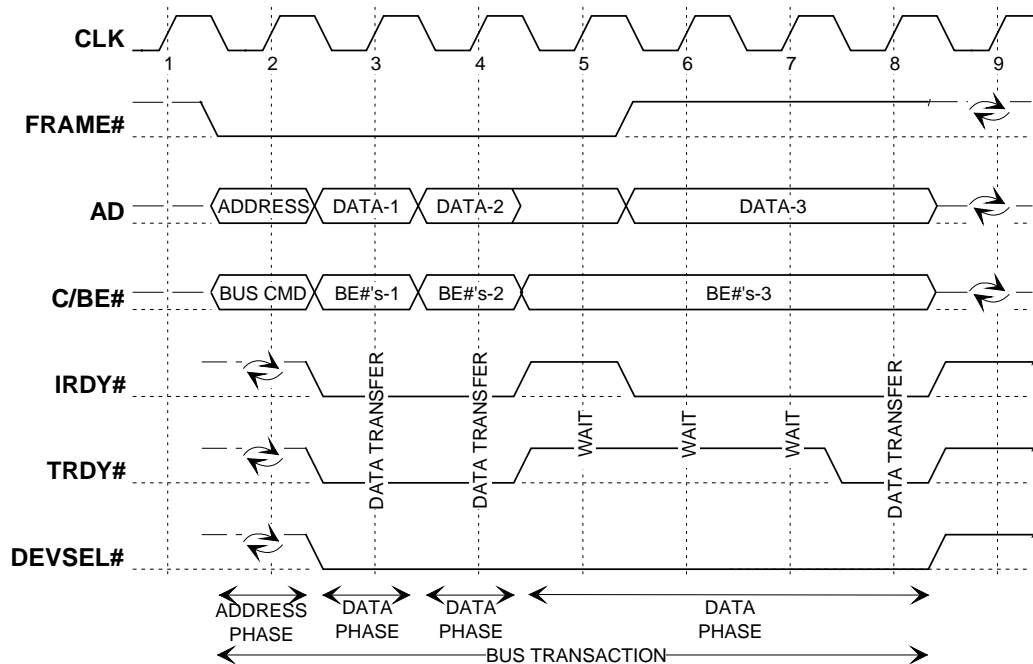 CLK
1 2 3 4 5 6 7 8 9
FRAME#
AD
ADDRESS DATA-1 DATA-2 DATA-3
C/BE#
BUS CMD BE#'s-1 BE#'s-2 BE#'s-3
IRDY#
DATA TRANSFER
DATA TRANSFER
WAIT
WAIT
WAIT
DATA TRANSFER
TRDY#
DEVSEL#
ADDRESS
PHASE
DATA
PHASE
DATA
PHASE
DATA
PHASE
BUS TRANSACTION